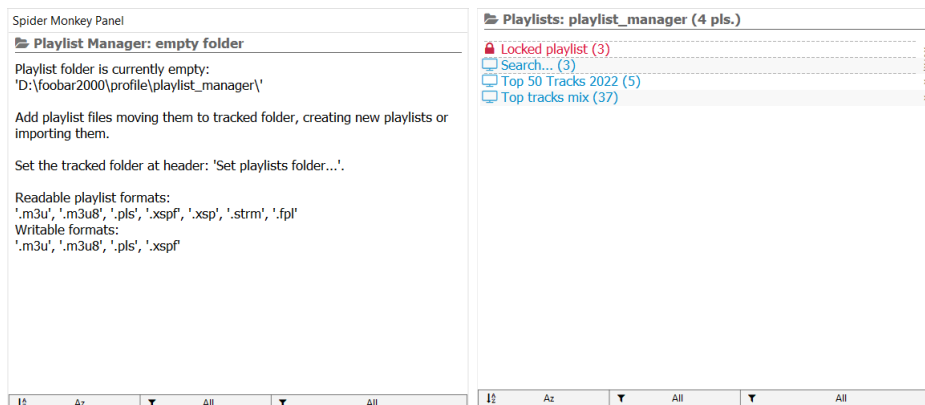 Spider Monkey Panel
Playlist Manager: empty folder
Playlist folder is currently empty:
'D:\foobar2000\profile\playlist_manager\'
Add playlist files moving them to tracked folder, creating new playlists or
importing them.
Set the tracked folder at header: 'Set playlists folder...'.
Readable playlist formats:
'.m3u', '.m3u8', '.pls', '.xspf', '.xsp', '.strm', '.fpl'
Writable formats:
'.m3u', '.m3u8', '.pls', '.xspf'
Az All All
Playlists: playlist_manager (4 pls.)
Locked playlist (3)
Search... (3)
Top 50 Tracks 2022 (5)
Top tracks mix (37)
Az All All